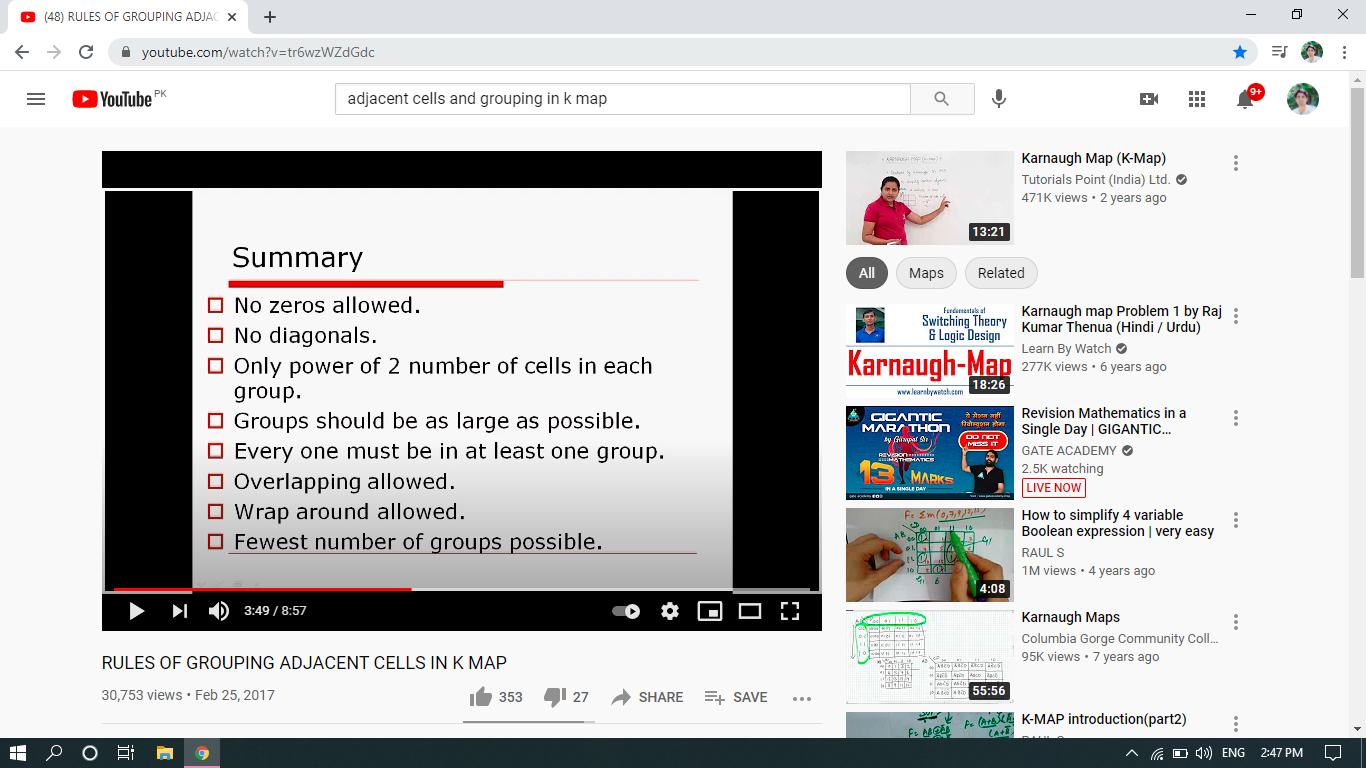 (48) RULES OF GROUPING ADJAC
youtube.com/watch?v=tr6wzWZdGdc
YouTube PK
adjacent cells and grouping in k map
9+
Summary
No zeros allowed.
No diagonals.
Only power of 2 number of cells in each
group.
Groups should be as large as possible.
Every one must be in at least one group.
Overlapping allowed.
Wrap around allowed.
Fewest number of groups possible.
3:49 / 8:57
RULES OF GROUPING ADJACENT CELLS IN K MAP
30,753 views • Feb 25, 2017
353
27
SHARE
SAVE
13:21
Karnaugh Map (K-Map)
Tutorials Point (India) Ltd.
471K views • 2 years ago
All
Maps
Related
Fundamentals of
Switching Theory
& Logic Design
Karnaugh-Map
www.learnbywatch.com
18:26
Karnaugh map Problem 1 by Raj
Kumar Thenua (Hindi / Urdu)
Learn By Watch
277K views • 6 years ago
GIGANTIC
MARATHON
by Gurupal Sir
REVISION
MATHEMATICS
13 MARKS
IN A SINGLE DAY
DO NOT
MISS IT
Revision Mathematics in a
Single Day | GIGANTIC...
GATE ACADEMY
2.5K watching
LIVE NOW
4:08
How to simplify 4 variable
Boolean expression | very easy
RAUL S
1M views • 4 years ago
55:56
Karnaugh Maps
Columbia Gorge Community Coll...
95K views • 7 years ago
K-MAP introduction(part2)
ENG
2:47 PM